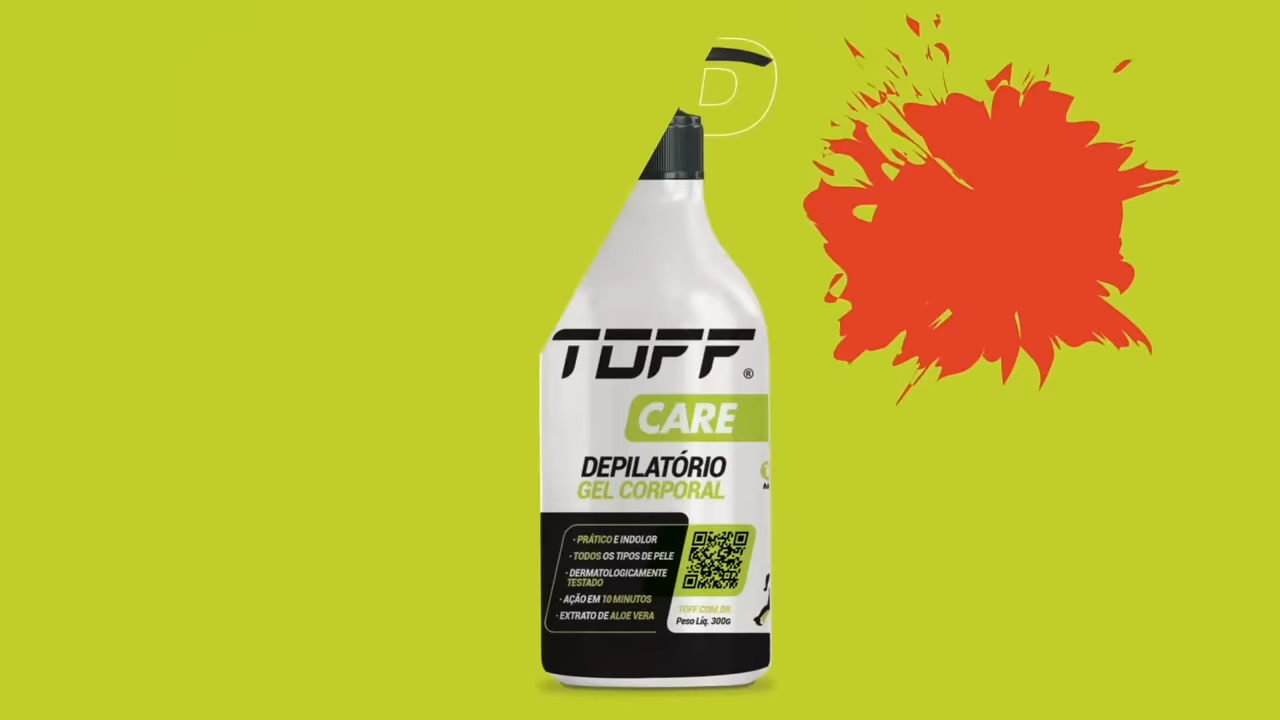 D
TOFF®
CARE
DEPILATÓRIO
GEL CORPORAL
· PRÁTICO E INDOLOR
· TODOS OS TIPOS DE PELE
· DERMATOLOGICAMENTE
TESTADO
· AÇÃO EM 10 MINUTOS
· EXTRATO DE ALOE VERA
TOFF.COM.BR
Peso Líq. 300G